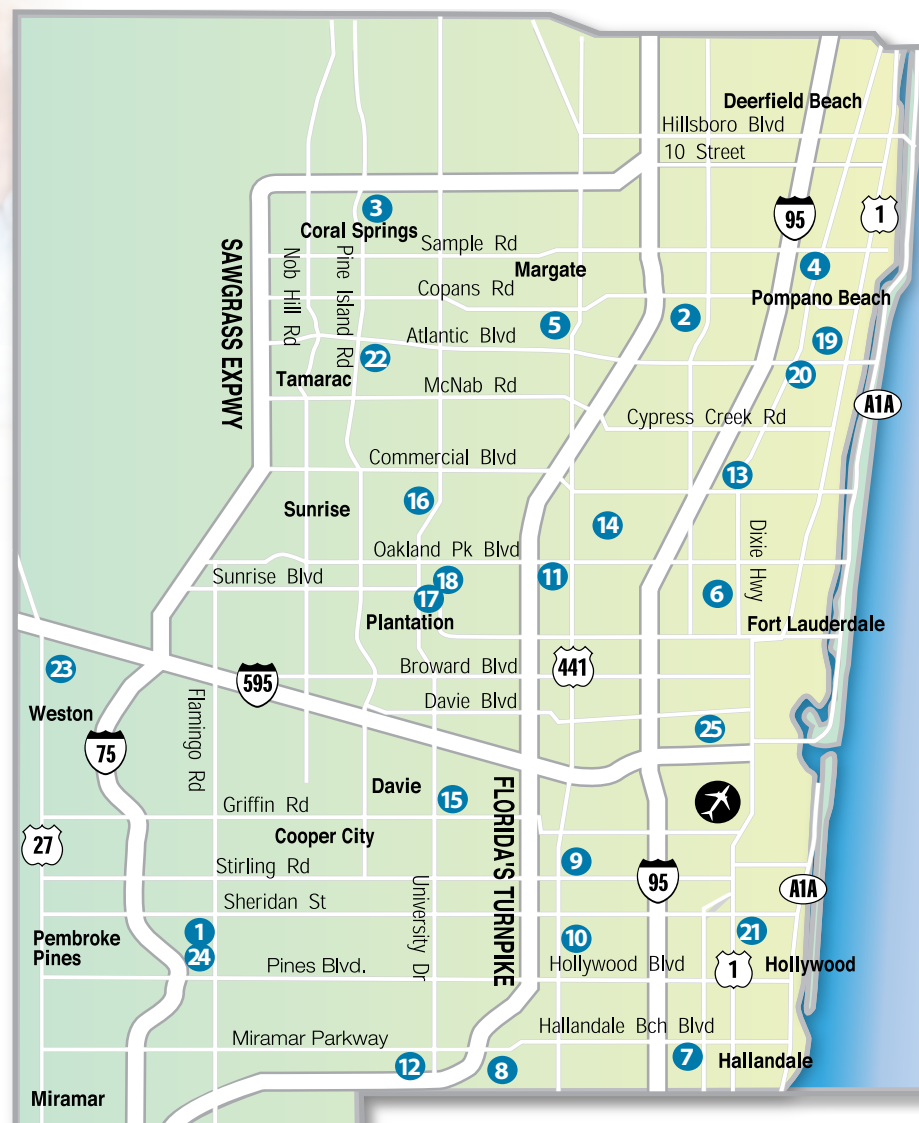 Deerfield Beach
Hillsboro Blvd
10 Street
95
1
3
Coral Springs
Sample Rd
4
SAWGRASS EXPWY
Nob Hill Rd
Pine Island Rd
Margate
Copans Rd
Pompano Beach
5
2
Atlantic Blvd
19
22
Tamarac
McNab Rd
20
A1A
Cypress Creek Rd
Commercial Blvd
13
16
Sunrise
14
Dixie Hwy
Oakland Pk Blvd
Sunrise Blvd
18
11
17
6
Plantation
Fort Lauderdale
23
595
Broward Blvd
441
Weston
Flamingo Rd
Davie Blvd
25
75
Davie
15
FLORIDA'S TURNPIKE
Griffin Rd
27
Cooper City
Stirling Rd
9
95
A1A
Sheridan St
University Dr
Pembroke
Pines
1
24
10
21
Pines Blvd.
Hollywood Blvd
1
Hollywood
Miramar Parkway
Hallandale Bch Blvd
12
8
7
Hallandale
Miramar